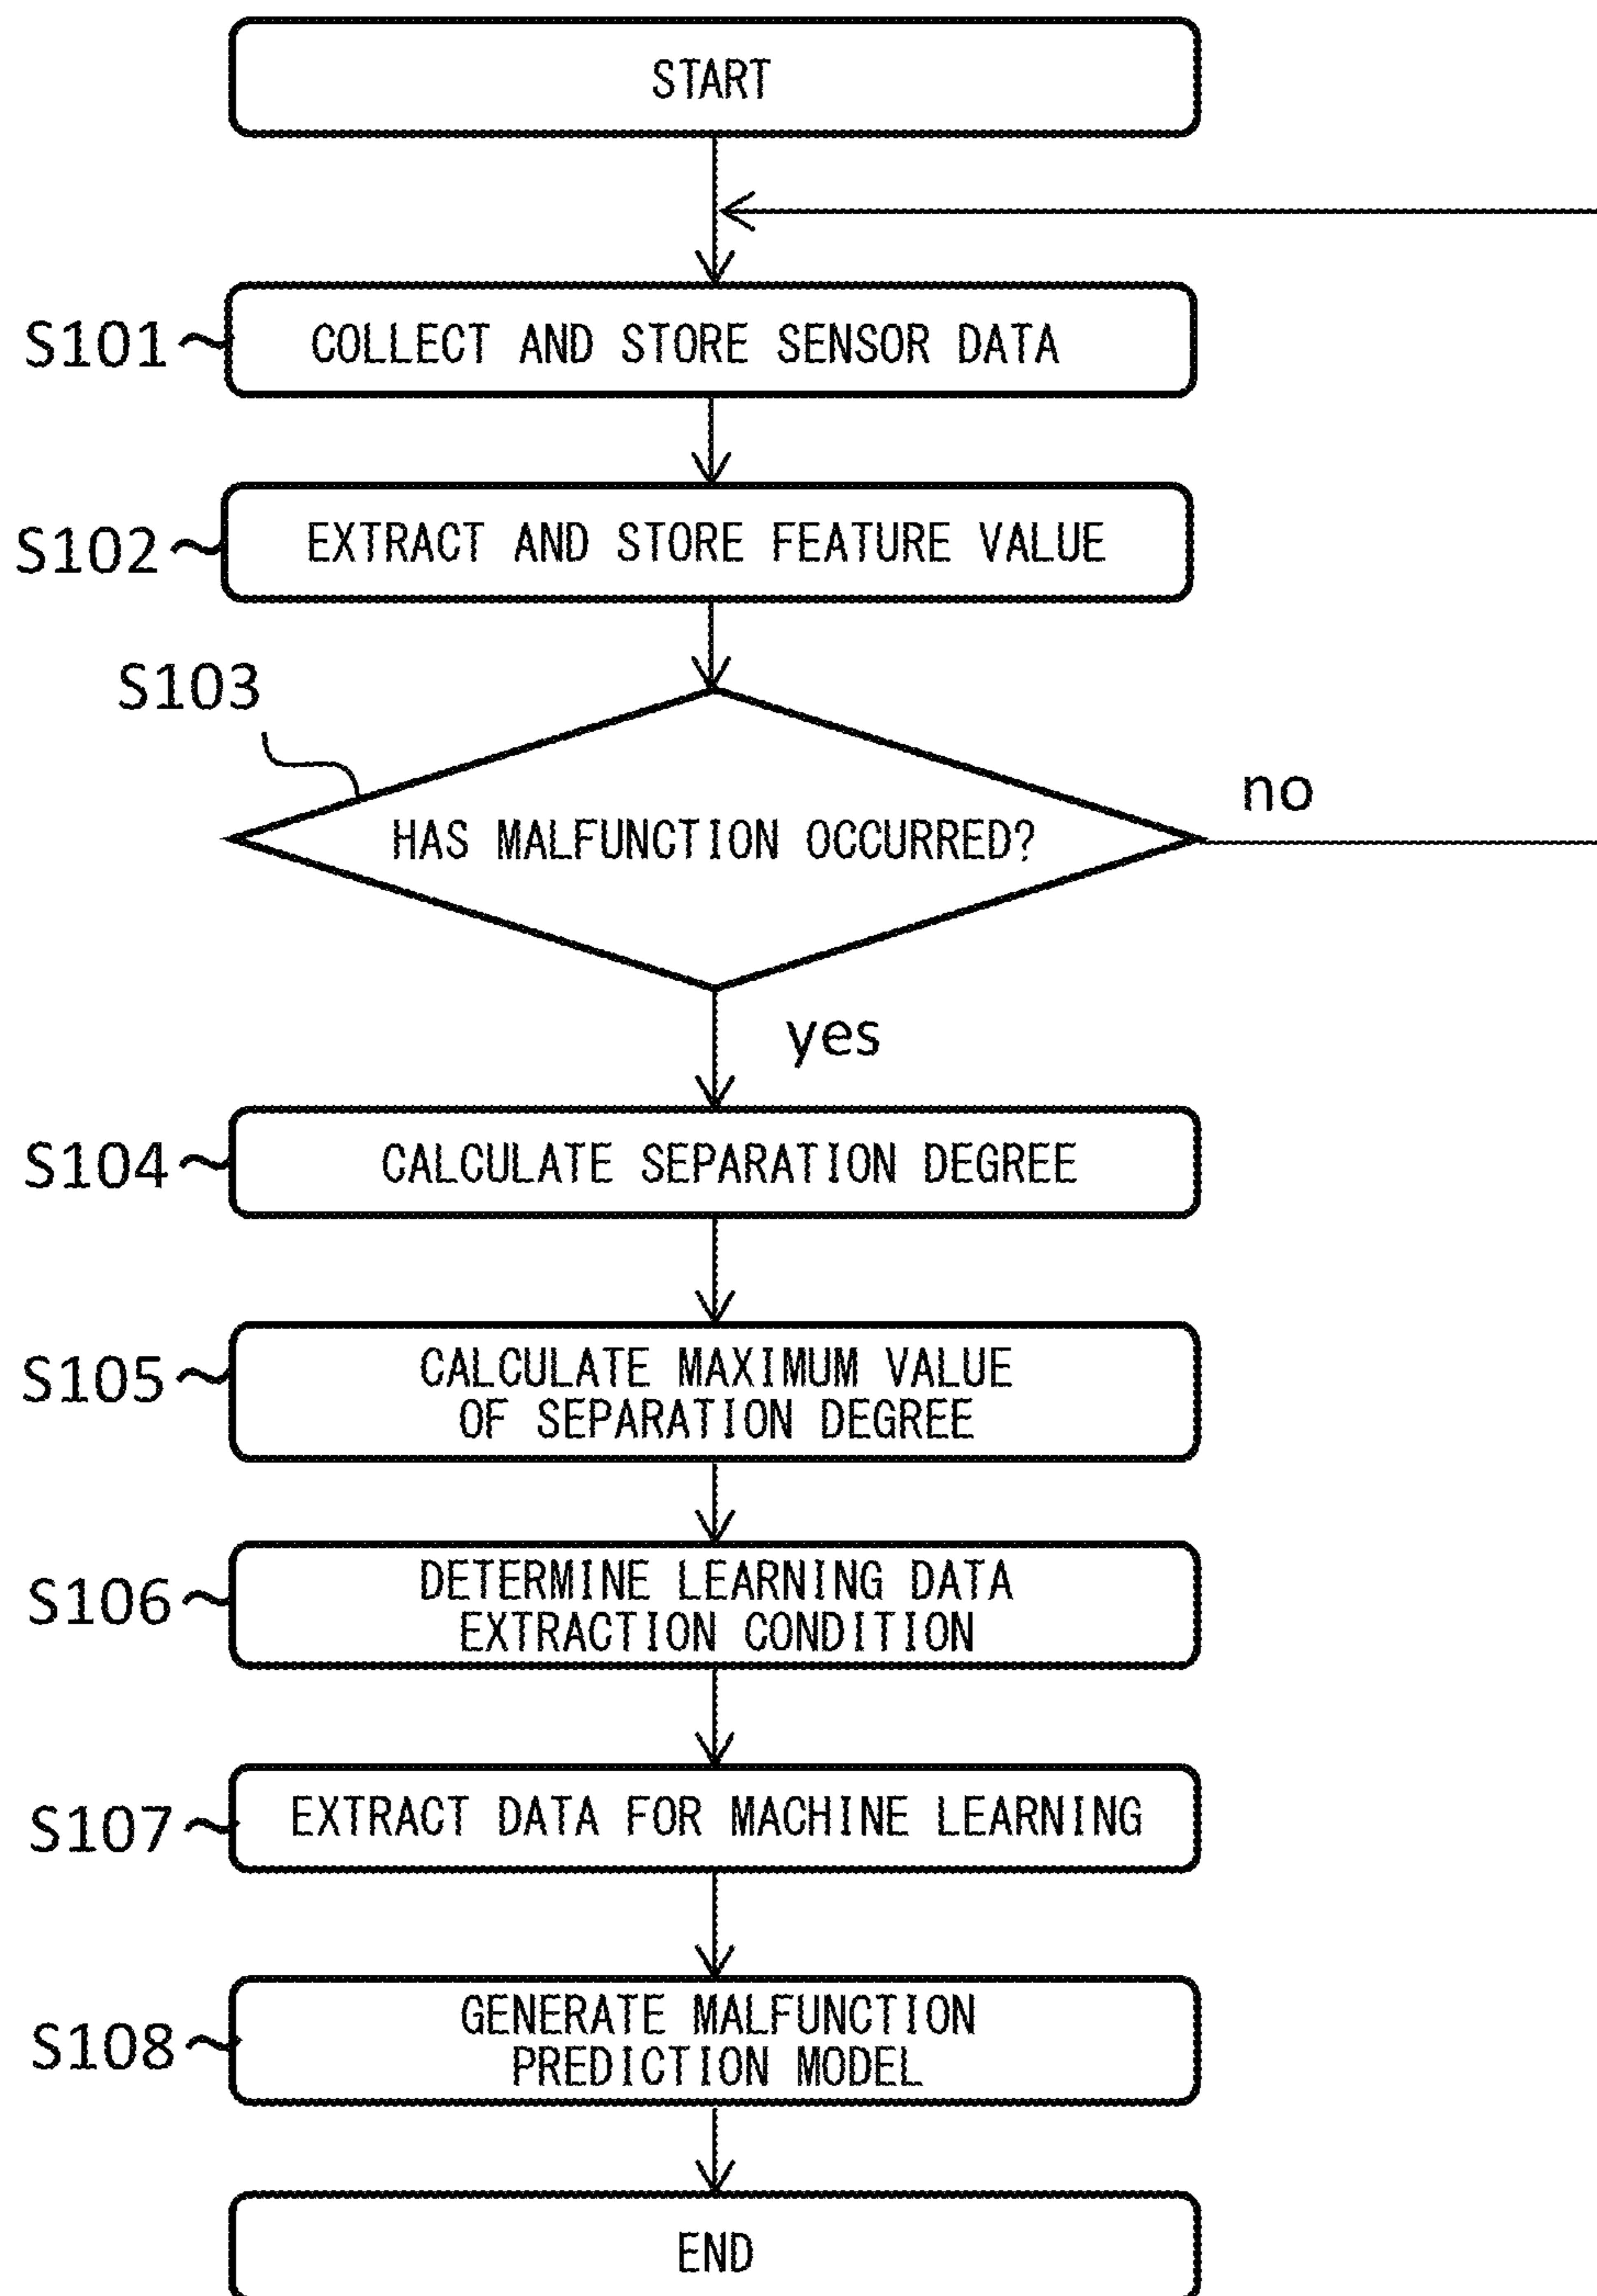 START
S101
COLLECT AND STORE SENSOR DATA
S102
EXTRACT AND STORE FEATURE VALUE
S103
HAS MALFUNCTION OCCURRED?
no
yes
S104
CALCULATE SEPARATION DEGREE
S105
CALCULATE MAXIMUM VALUE
OF SEPARATION DEGREE
S106
DETERMINE LEARNING DATA
EXTRACTION CONDITION
S107
EXTRACT DATA FOR MACHINE LEARNING
S108
GENERATE MALFUNCTION
PREDICTION MODEL
END